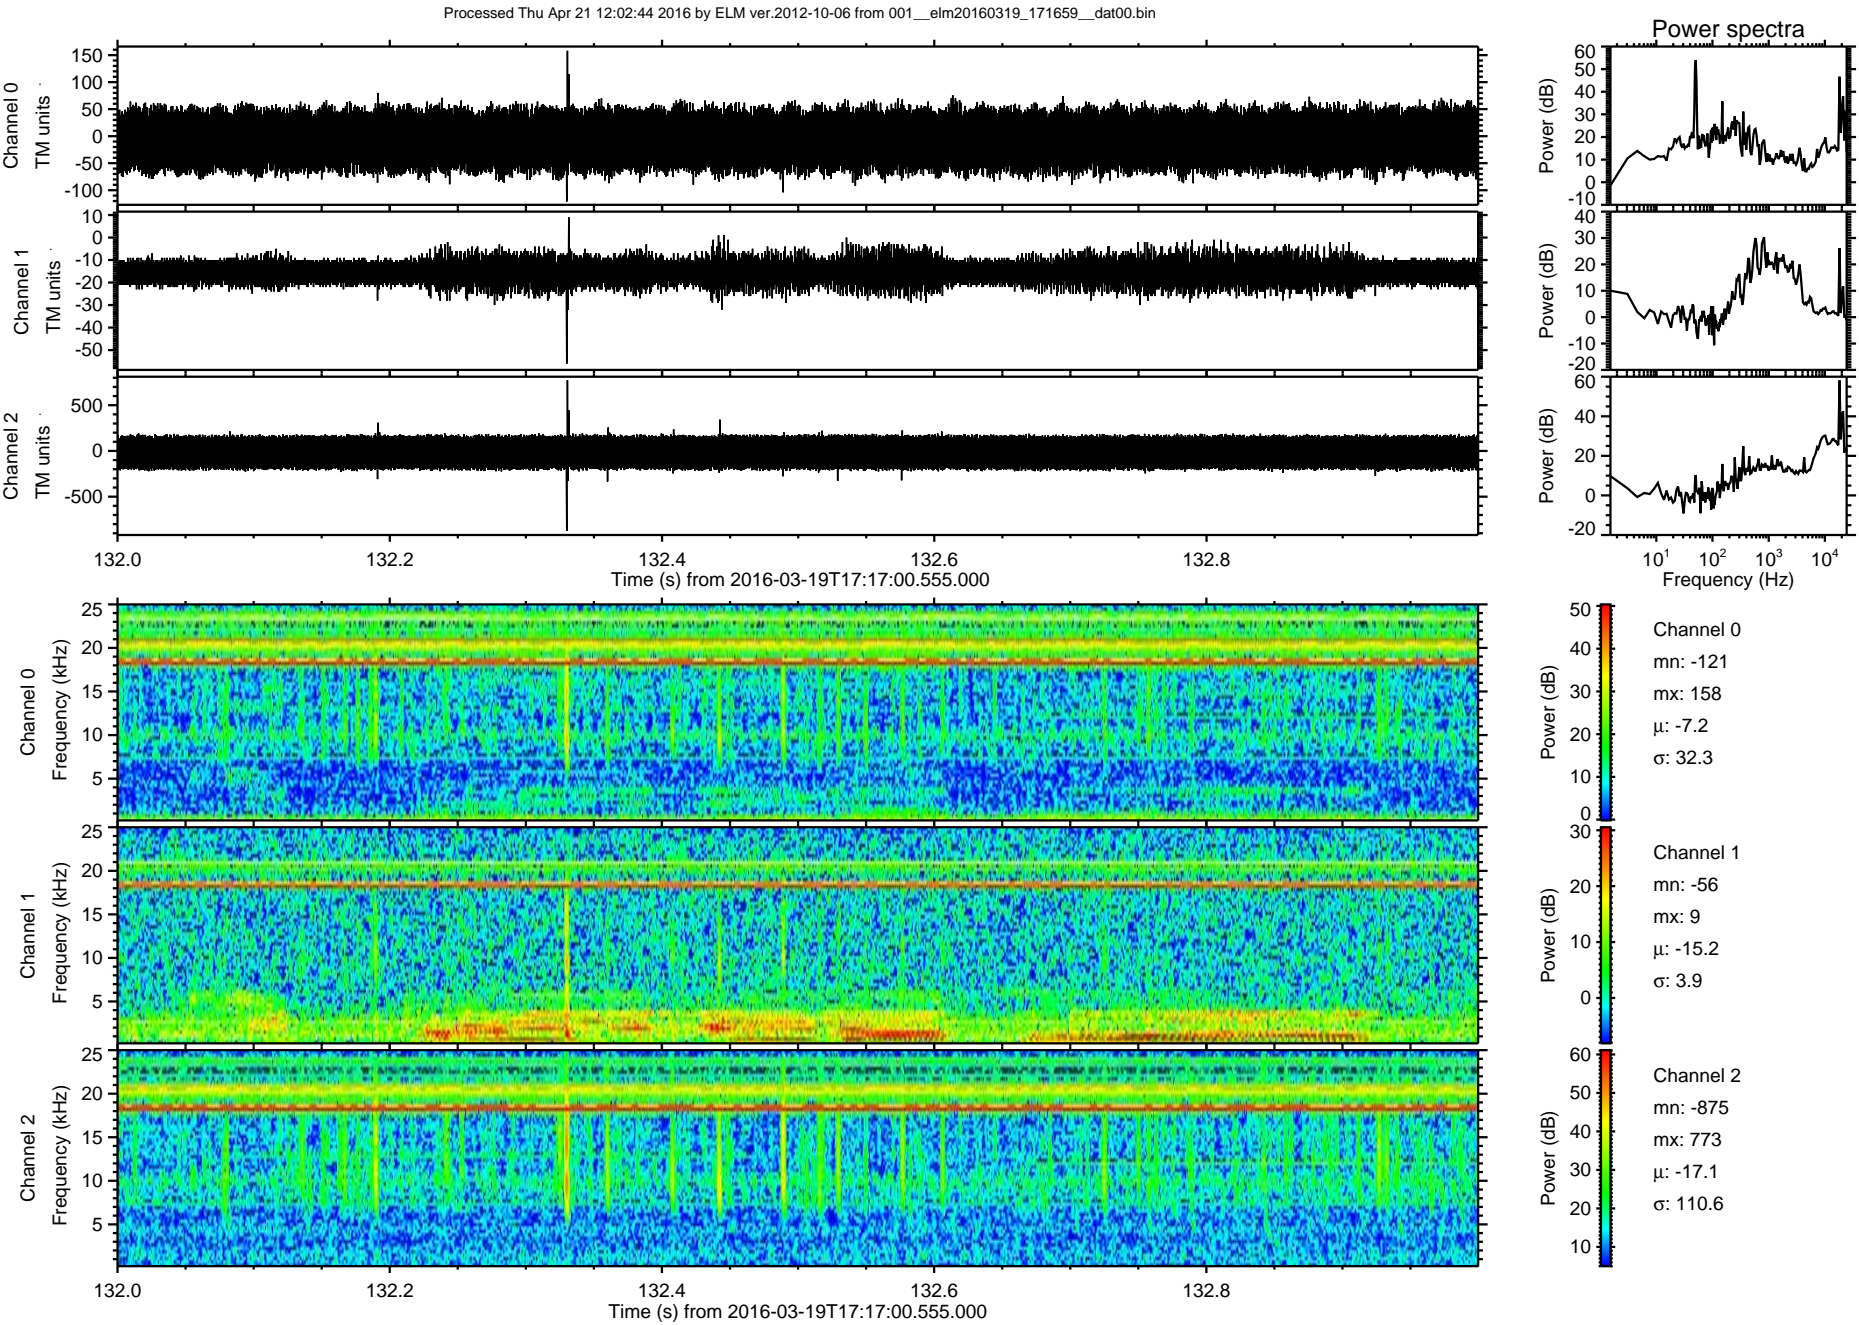 Processed Thu Apr 21 12:02:44 2016 by ELM ver.2012-10-06 from 001__elm20160319_171659__dat00.bin
Power spectra
Channel 0
TM units
150
100
50
0
-50
-100
Power (dB)
60
50
40
30
20
10
0
-10
Channel 1
TM units
10
0
-10
-20
-30
-40
-50
Power (dB)
40
30
20
10
0
-10
-20
Channel 2
TM units
500
0
-500
Power (dB)
60
40
20
0
-20
132.0 132.2 132.4 132.6 132.8
Time (s) from 2016-03-19T17:17:00.555.000
10¹ 10² 10³ 10⁴
Frequency (Hz)
Channel 0
Frequency (kHz)
25
20
15
10
5
Power (dB)
50
40
30
20
10
0
Channel 0
mn: -121
mx: 158
μ: -7.2
σ: 32.3
Channel 1
Frequency (kHz)
25
20
15
10
5
Power (dB)
30
20
10
0
Channel 1
mn: -56
mx: 9
μ: -15.2
σ: 3.9
Channel 2
Frequency (kHz)
25
20
15
10
5
Power (dB)
60
50
40
30
20
10
Channel 2
mn: -875
mx: 773
μ: -17.1
σ: 110.6
132.0 132.2 132.4 132.6 132.8
Time (s) from 2016-03-19T17:17:00.555.000